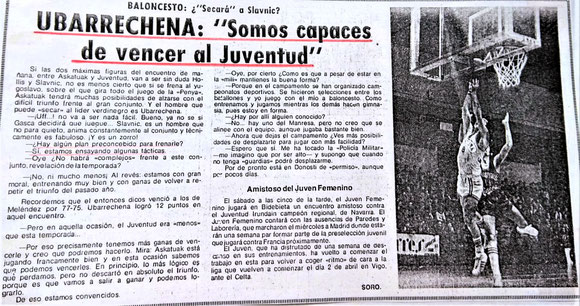 BALONCESTO: ¿"Secará" a Slavnic?
UBARRECHENA: "Somos capaces
de vencer al Juventud"
Si las dos máximas figuras del encuentro de ma-
ñana, entre Askatuak y Juventud, van a ser sin duda Ho-
llis y Slavnic, no es menos cierto que si se frena al yu-
goslavo, sobre el que gira todo el juego de la «Penya»,
Askatuak tendrá muchas posibilidades de alzarse con el
difícil triunfo frente al gran conjunto. Y el hombre que
puede «secar» al líder verdinegro es Ubarrechena:
—¡Uff...! no va a ser nada fácil. Bueno, ya no se si
Gasca decidirá que juegue... Slavnic, es un hombre que
no para quieto, anima constantemente al conjunto y técni-
camente es fabuloso. ¡Y es un zorro!
—¿Hay algún plan preconcebido para frenarle?
—Sí, estamos ensayando algunas tácticas.
—Oye ¿No habrá «complejos» frente a este con-
junto, revelación de la temporada?
—¡No, ni mucho menos! Al revés: estamos con gran
moral, entrenando muy bien y con ganas de volver a re-
petir el triunfo del pasado año.
Recordemos que el entonces dicos venció a los de
Meléndez por 77-75. Ubarrechena logró 12 puntos en
aquel encuentro.
—Pero en aquella ocasión, el Juventud era «menos»
que esta temporada...
—Por eso precisamente tenemos más ganas de ven-
cerle y creo que podremos hacerlo. Mira: Askatuak está
jugando francamente bien y en esta ocasión sabemos
que podemos vencerles. En principio, lo más lógico es
que perdamos, pero no descartó en absoluto el triunfo.
Lo que es es que vamos a salir a ganar y podemos lo-
grarlo.
De eso estamos convencidos.
—Oye, por cierto ¿Como es que a pesar de estar en
la «mili» mantienes la buena forma?
—Porque en el campamento se han organizado cam-
peonatos deportivos. Se hicieron selecciones entre los
batallones y yo juego con el mío a baloncesto. Como
entrenamos y jugamos mientras los demás hacen gimna-
sia, pues estoy en forma.
—¿Hay por allí alguien conocido?
—No... hay uno del Manresa, pero no creo que se
aliñee con el equipo, aunque jugaba bastante bien.
—Ahora que dejas el campamento ¿Ves más posibili-
dades de desplazarte para jugar con más facilidad?
—Espero que sí. Me ha tocado la «Policía Militar»
—me imagino que por ser alto— y supongo que cuando
no tenga «guardias» podré desplazarme.
De por pronto está en Donosti de «permiso», aunque
por pocos días.
Amistoso del Juven Femenino
El sábado a las cinco de la tarde, el Juven Feme-
nino jugará en Bidebieta un encuentro amistoso contra
el Juventud Irundain campeón regional, de Navarra. El
Juven Femenino contará con las ausencias de Paredes y
Laborería, que marcharon el miércoles a Madrid donde están
una semana por formar parte de la preselección juvenil
que jugará contra Francia próximamente.
El Juven, ha disfrutado de una semana de des-
canso en sus entrenamientos, ha vuelto a comenzar el
trabajo en esta para volver a coger «ritmo» de cara a la
liga que vuelven a comenzar el día 2 de abril en Vigo,
ante el Celta.
SORO.